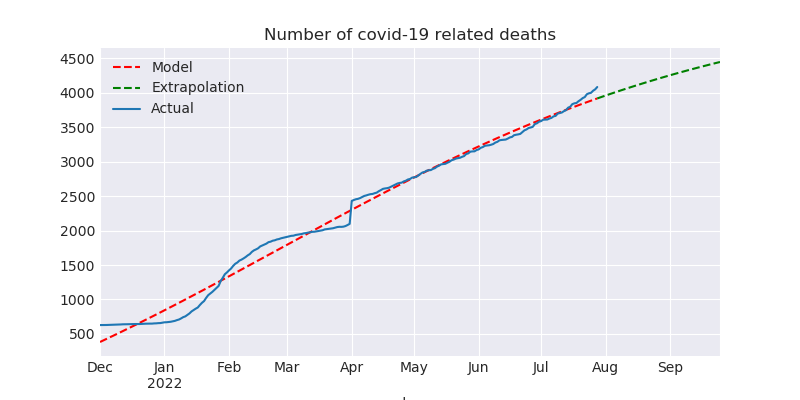 Number of covid-19 related deaths
Model
Extrapolation
Actual
4500
4000
3500
3000
2500
2000
1500
1000
500
Dec Jan Feb Mar Apr May Jun Jul Aug Sep
2022